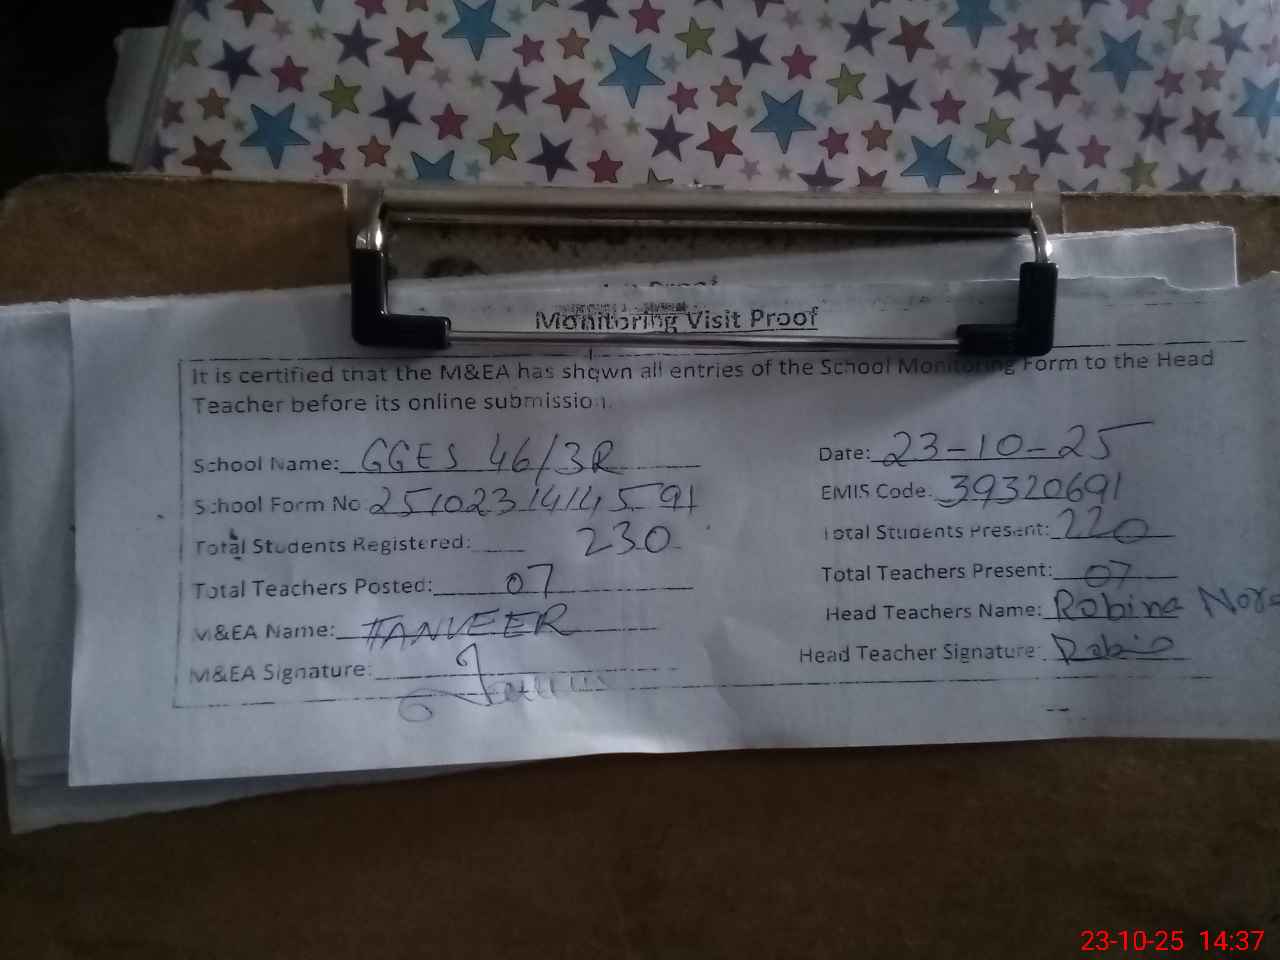 Monitoring Visit Proof
It is certified that the M&EA has shown all entries of the School Monitoring Form to the Head
Teacher before its online submission.
School Name: GGES 46/3R
Date: 23-10-25
School Form No 2510231414591
EMIS Code: 39320691
Total Students Registered: 230
Total Students Present: 220
Total Teachers Posted: 07
Total Teachers Present: 07
M&EA Name: TANVEER
Head Teachers Name: Robina
M&EA Signature:
Head Teacher Signature:
23-10-25 14:37